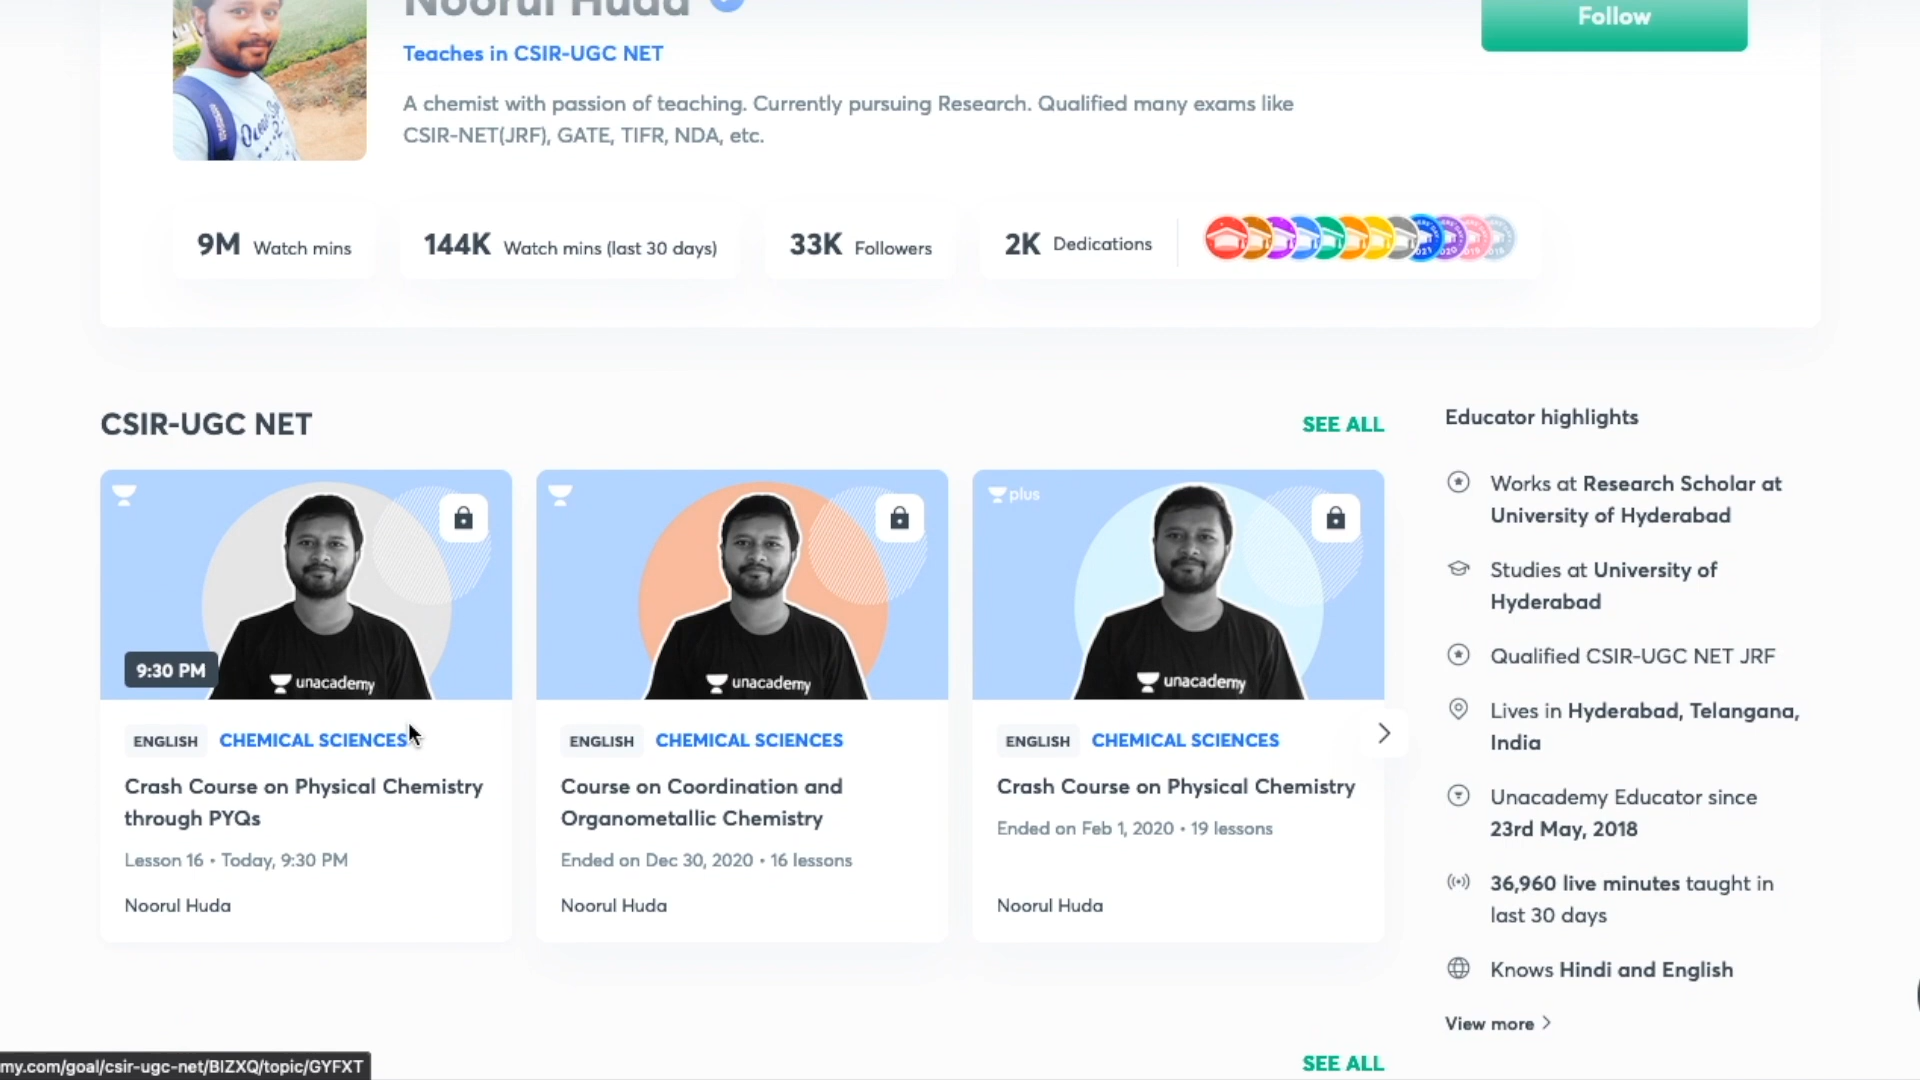 Noorul Huda
Follow
Teaches in CSIR-UGC NET
A chemist with passion of teaching. Currently pursuing Research. Qualified many exams like
CSIR-NET(JRF), GATE, TIFR, NDA, etc.
9M Watch mins
144K Watch mins (last 30 days)
33K Followers
2K Dedications
CSIR-UGC NET
SEE ALL
9:30 PM
unacademy
ENGLISH CHEMICAL SCIENCES
Crash Course on Physical Chemistry
through PYQs
Lesson 16 • Today, 9:30 PM
Noorul Huda
unacademy
ENGLISH CHEMICAL SCIENCES
Course on Coordination and
Organometallic Chemistry
Ended on Dec 30, 2020 • 16 lessons
Noorul Huda
plus
unacademy
ENGLISH CHEMICAL SCIENCES
Crash Course on Physical Chemistry
Ended on Feb 1, 2020 • 19 lessons
Noorul Huda
Educator highlights
Works at Research Scholar at
University of Hyderabad
Studies at University of
Hyderabad
Qualified CSIR-UGC NET JRF
Lives in Hyderabad, Telangana,
India
Unacademy Educator since
23rd May, 2018
36,960 live minutes taught in
last 30 days
Knows Hindi and English
View more
SEE ALL
my.com/goal/csir-ugc-net/BIZXQ/topic/GYFXT